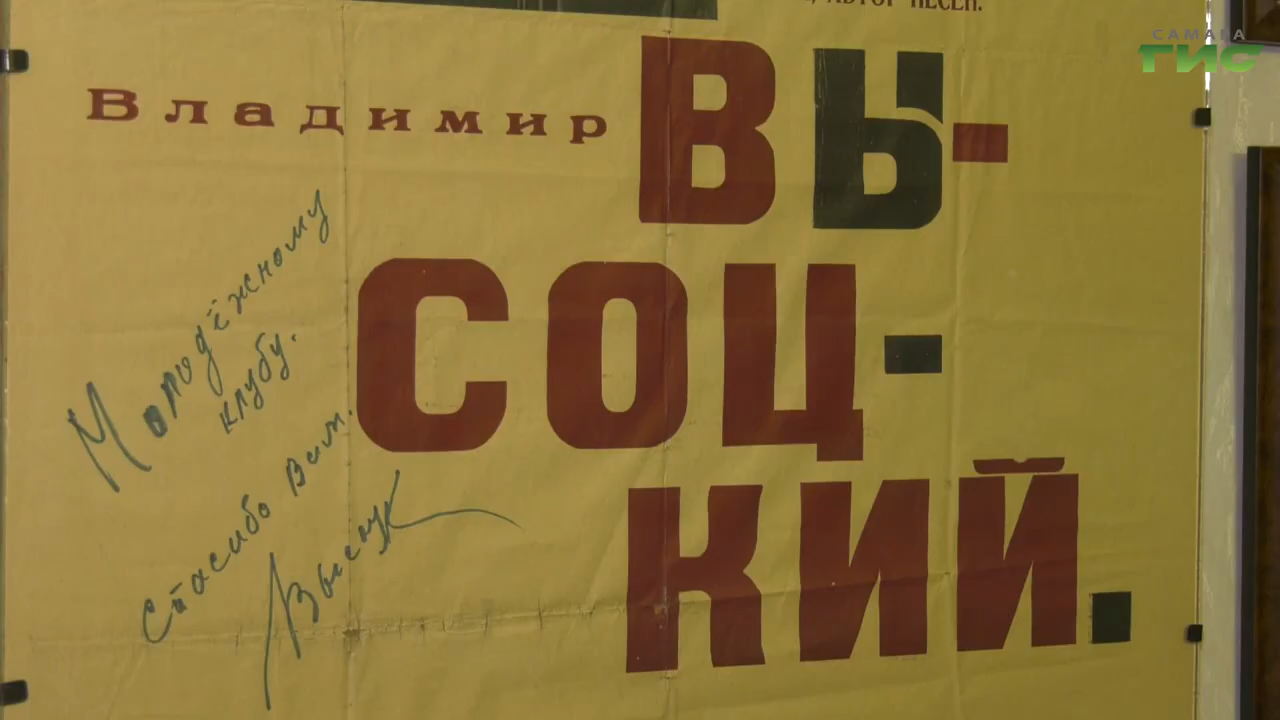 АВТОР ПЕСЕН.
САМАРА
ГИС
Владимир
ВЫ-
СОЦ-
КИЙ.
Молодёжному
клубу.
Спасибо Вам.